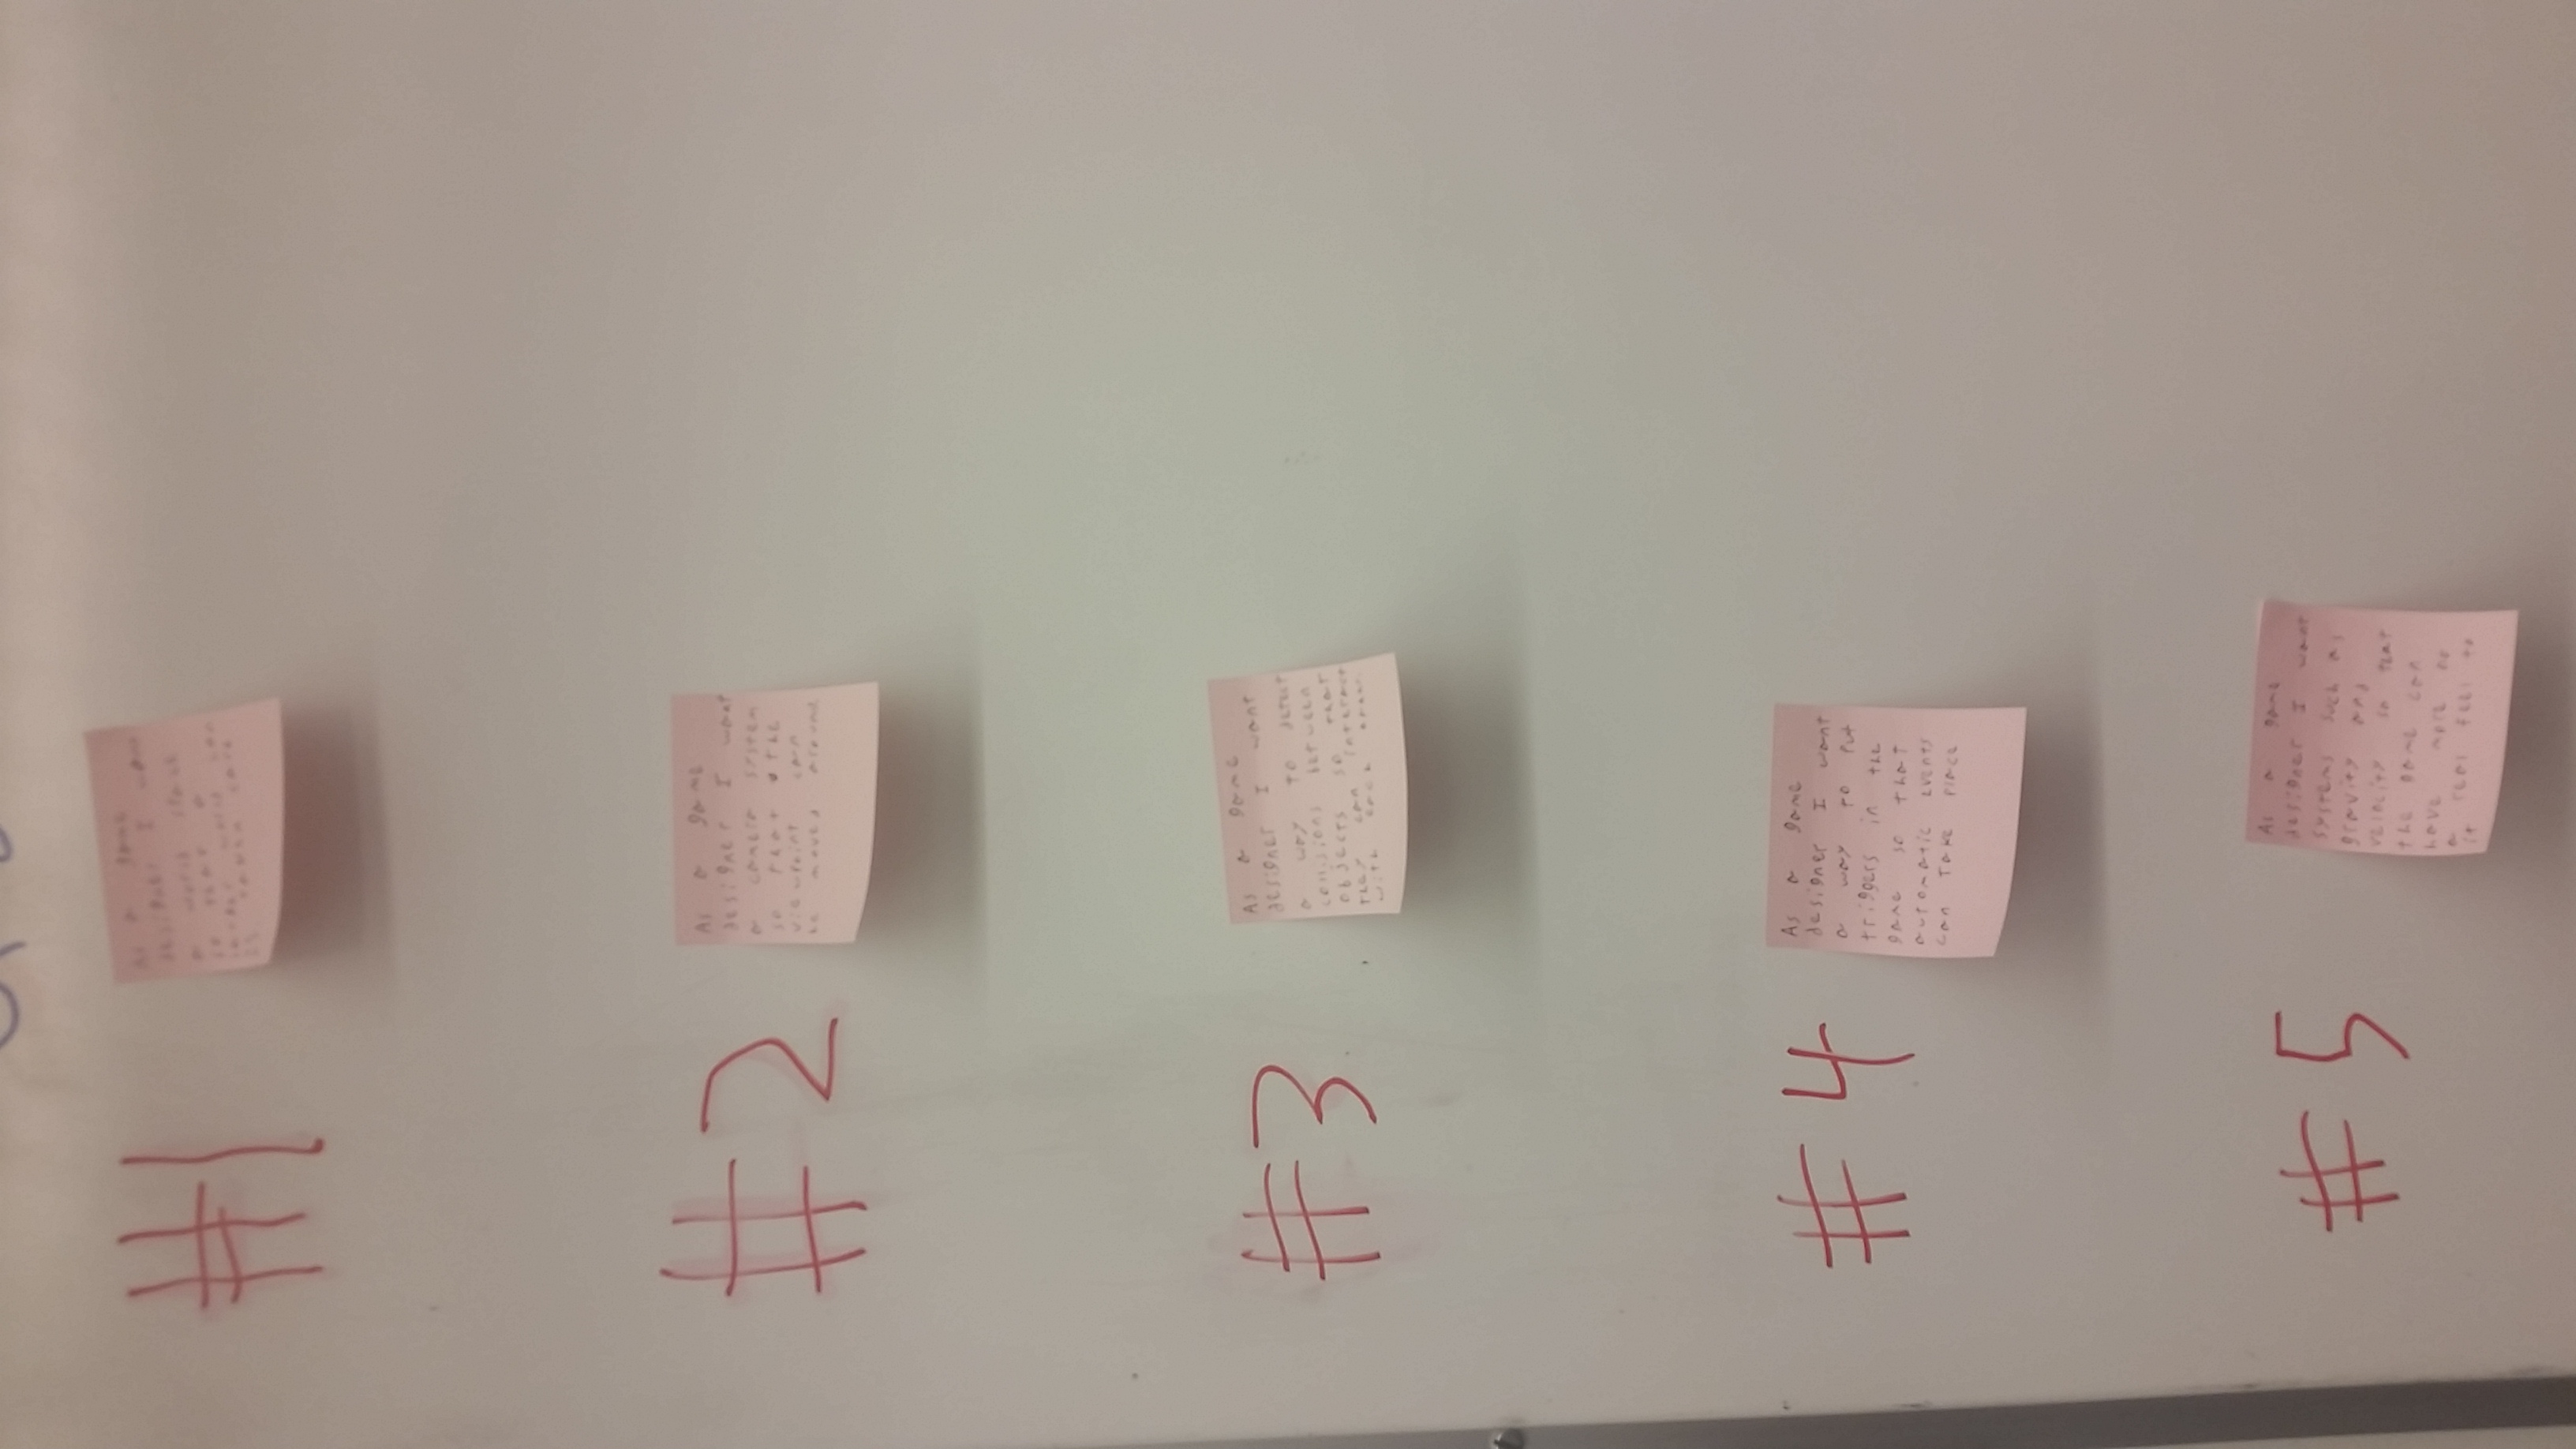 #1
As a game
designer I want
a world space
so that a
larger world can
#2
As a game
designer I want
a camera system
so that the
viewpoint can
be moved around
#3
As a game
designer I want
a way to detect
collisions between
objects so that
they can interact
with each other
#4
As a game
designer I want
a way to put
triggers in the
game so that
automatic events
can take place
#5
As a game
designer I want
systems such as
gravity and
velocity so that
the game can
have more of
a real feel to
it